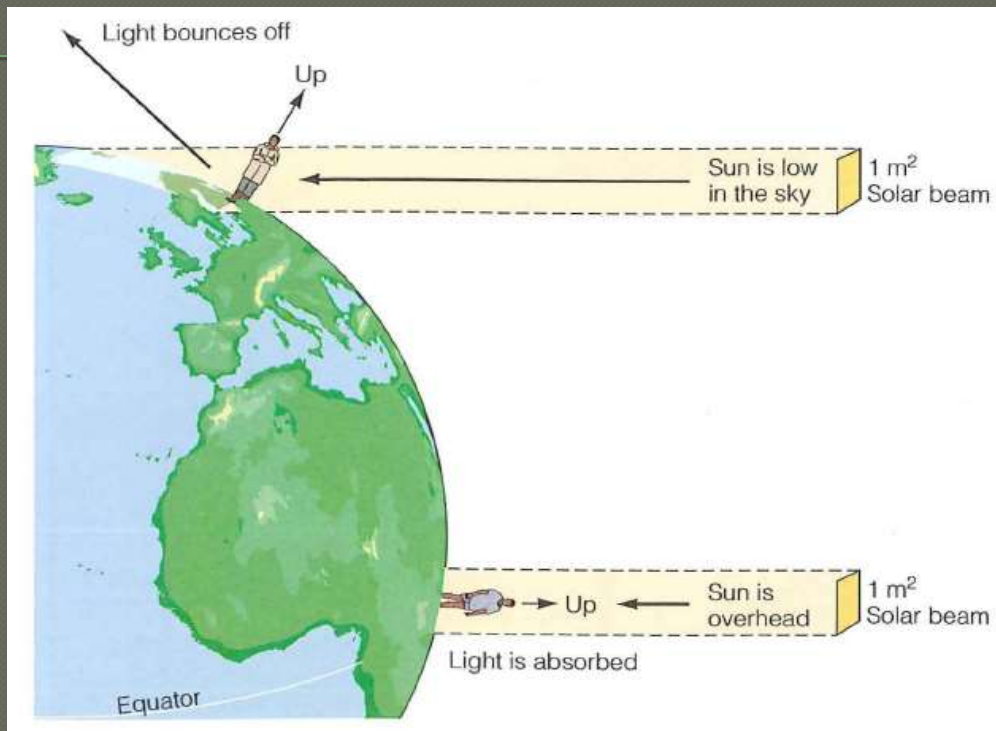 Light bounces off
Up
Sun is low
in the sky
1 m²
Solar beam
Up
Sun is
overhead
1 m²
Solar beam
Light is absorbed
Equator